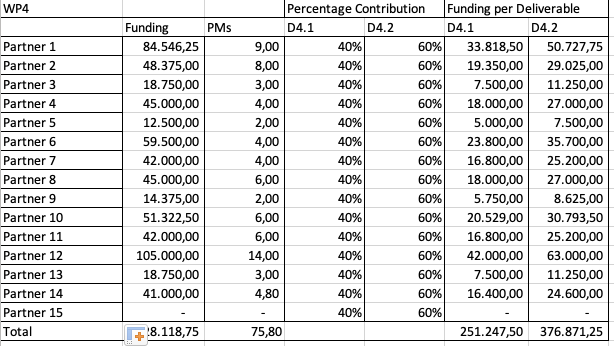 WP4 Percentage Contribution Funding per Deliverable
Funding PMs D4.1 D4.2 D4.1 D4.2
Partner 1 84.546,25 9,00 40% 60% 33.818,50 50.727,75
Partner 2 48.375,00 8,00 40% 60% 19.350,00 29.025,00
Partner 3 18.750,00 3,00 40% 60% 7.500,00 11.250,00
Partner 4 45.000,00 4,00 40% 60% 18.000,00 27.000,00
Partner 5 12.500,00 2,00 40% 60% 5.000,00 7.500,00
Partner 6 59.500,00 4,00 40% 60% 23.800,00 35.700,00
Partner 7 42.000,00 4,00 40% 60% 16.800,00 25.200,00
Partner 8 45.000,00 6,00 40% 60% 18.000,00 27.000,00
Partner 9 14.375,00 2,00 40% 60% 5.750,00 8.625,00
Partner 10 51.322,50 6,00 40% 60% 20.529,00 30.793,50
Partner 11 42.000,00 6,00 40% 60% 16.800,00 25.200,00
Partner 12 105.000,00 14,00 40% 60% 42.000,00 63.000,00
Partner 13 18.750,00 3,00 40% 60% 7.500,00 11.250,00
Partner 14 41.000,00 4,80 40% 60% 16.400,00 24.600,00
Partner 15 - - 40% 60% - -
Total 8.118,75 75,80 251.247,50 376.871,25